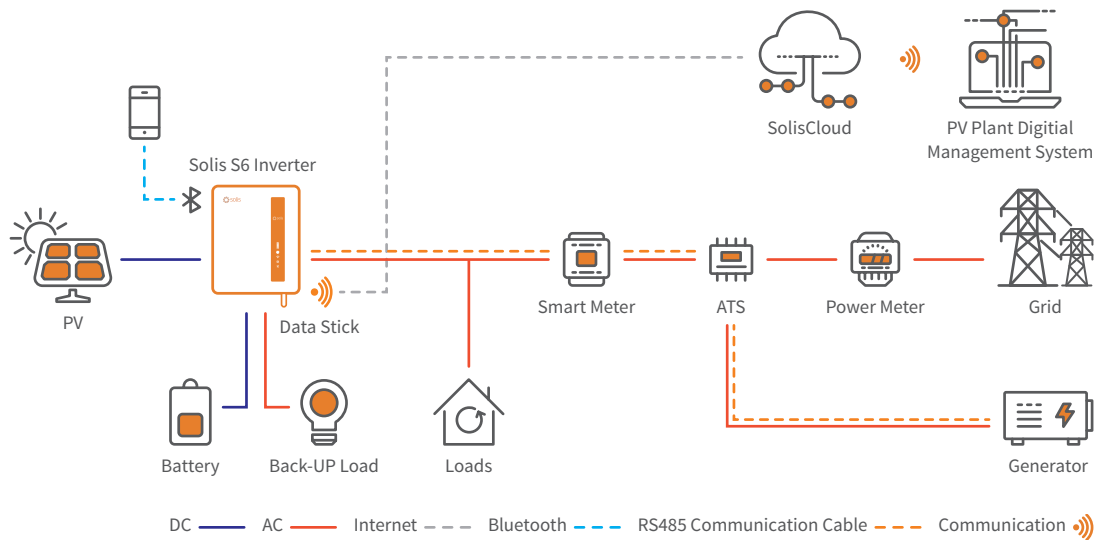 SolisCloud
PV Plant Digitial
Management System
Solis S6 Inverter
solis
PV
Data Stick
Smart Meter
ATS
Power Meter
Grid
Battery
Back-UP Load
Loads
Generator
DC
AC
Internet
Bluetooth
RS485 Communication Cable
Communication